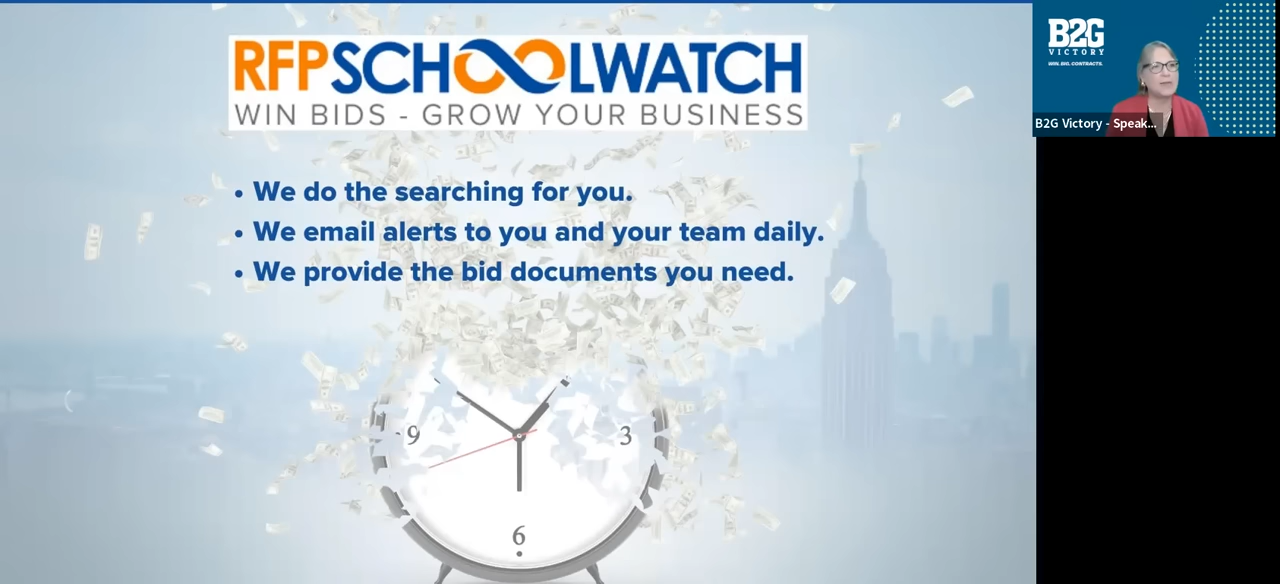 RFPSCHOOLWATCH
WIN BIDS - GROW YOUR BUSINESS
• We do the searching for you.
• We email alerts to you and your team daily.
• We provide the bid documents you need.
9
3
6
B2G
VICTORY
WIN. BIG. CONTRACTS.
B2G Victory - Speak...